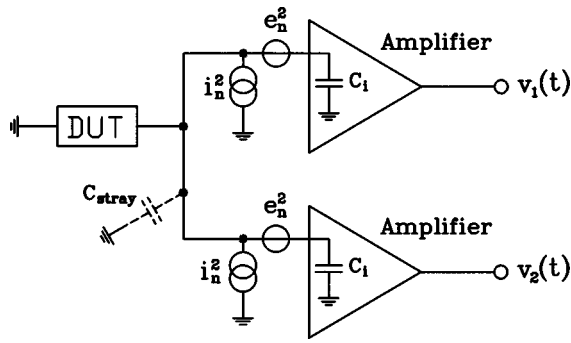 e_n^2
Amplifier
i_n^2
C_i
v_1(t)
DUT
C_stray
e_n^2
Amplifier
i_n^2
C_i
v_2(t)